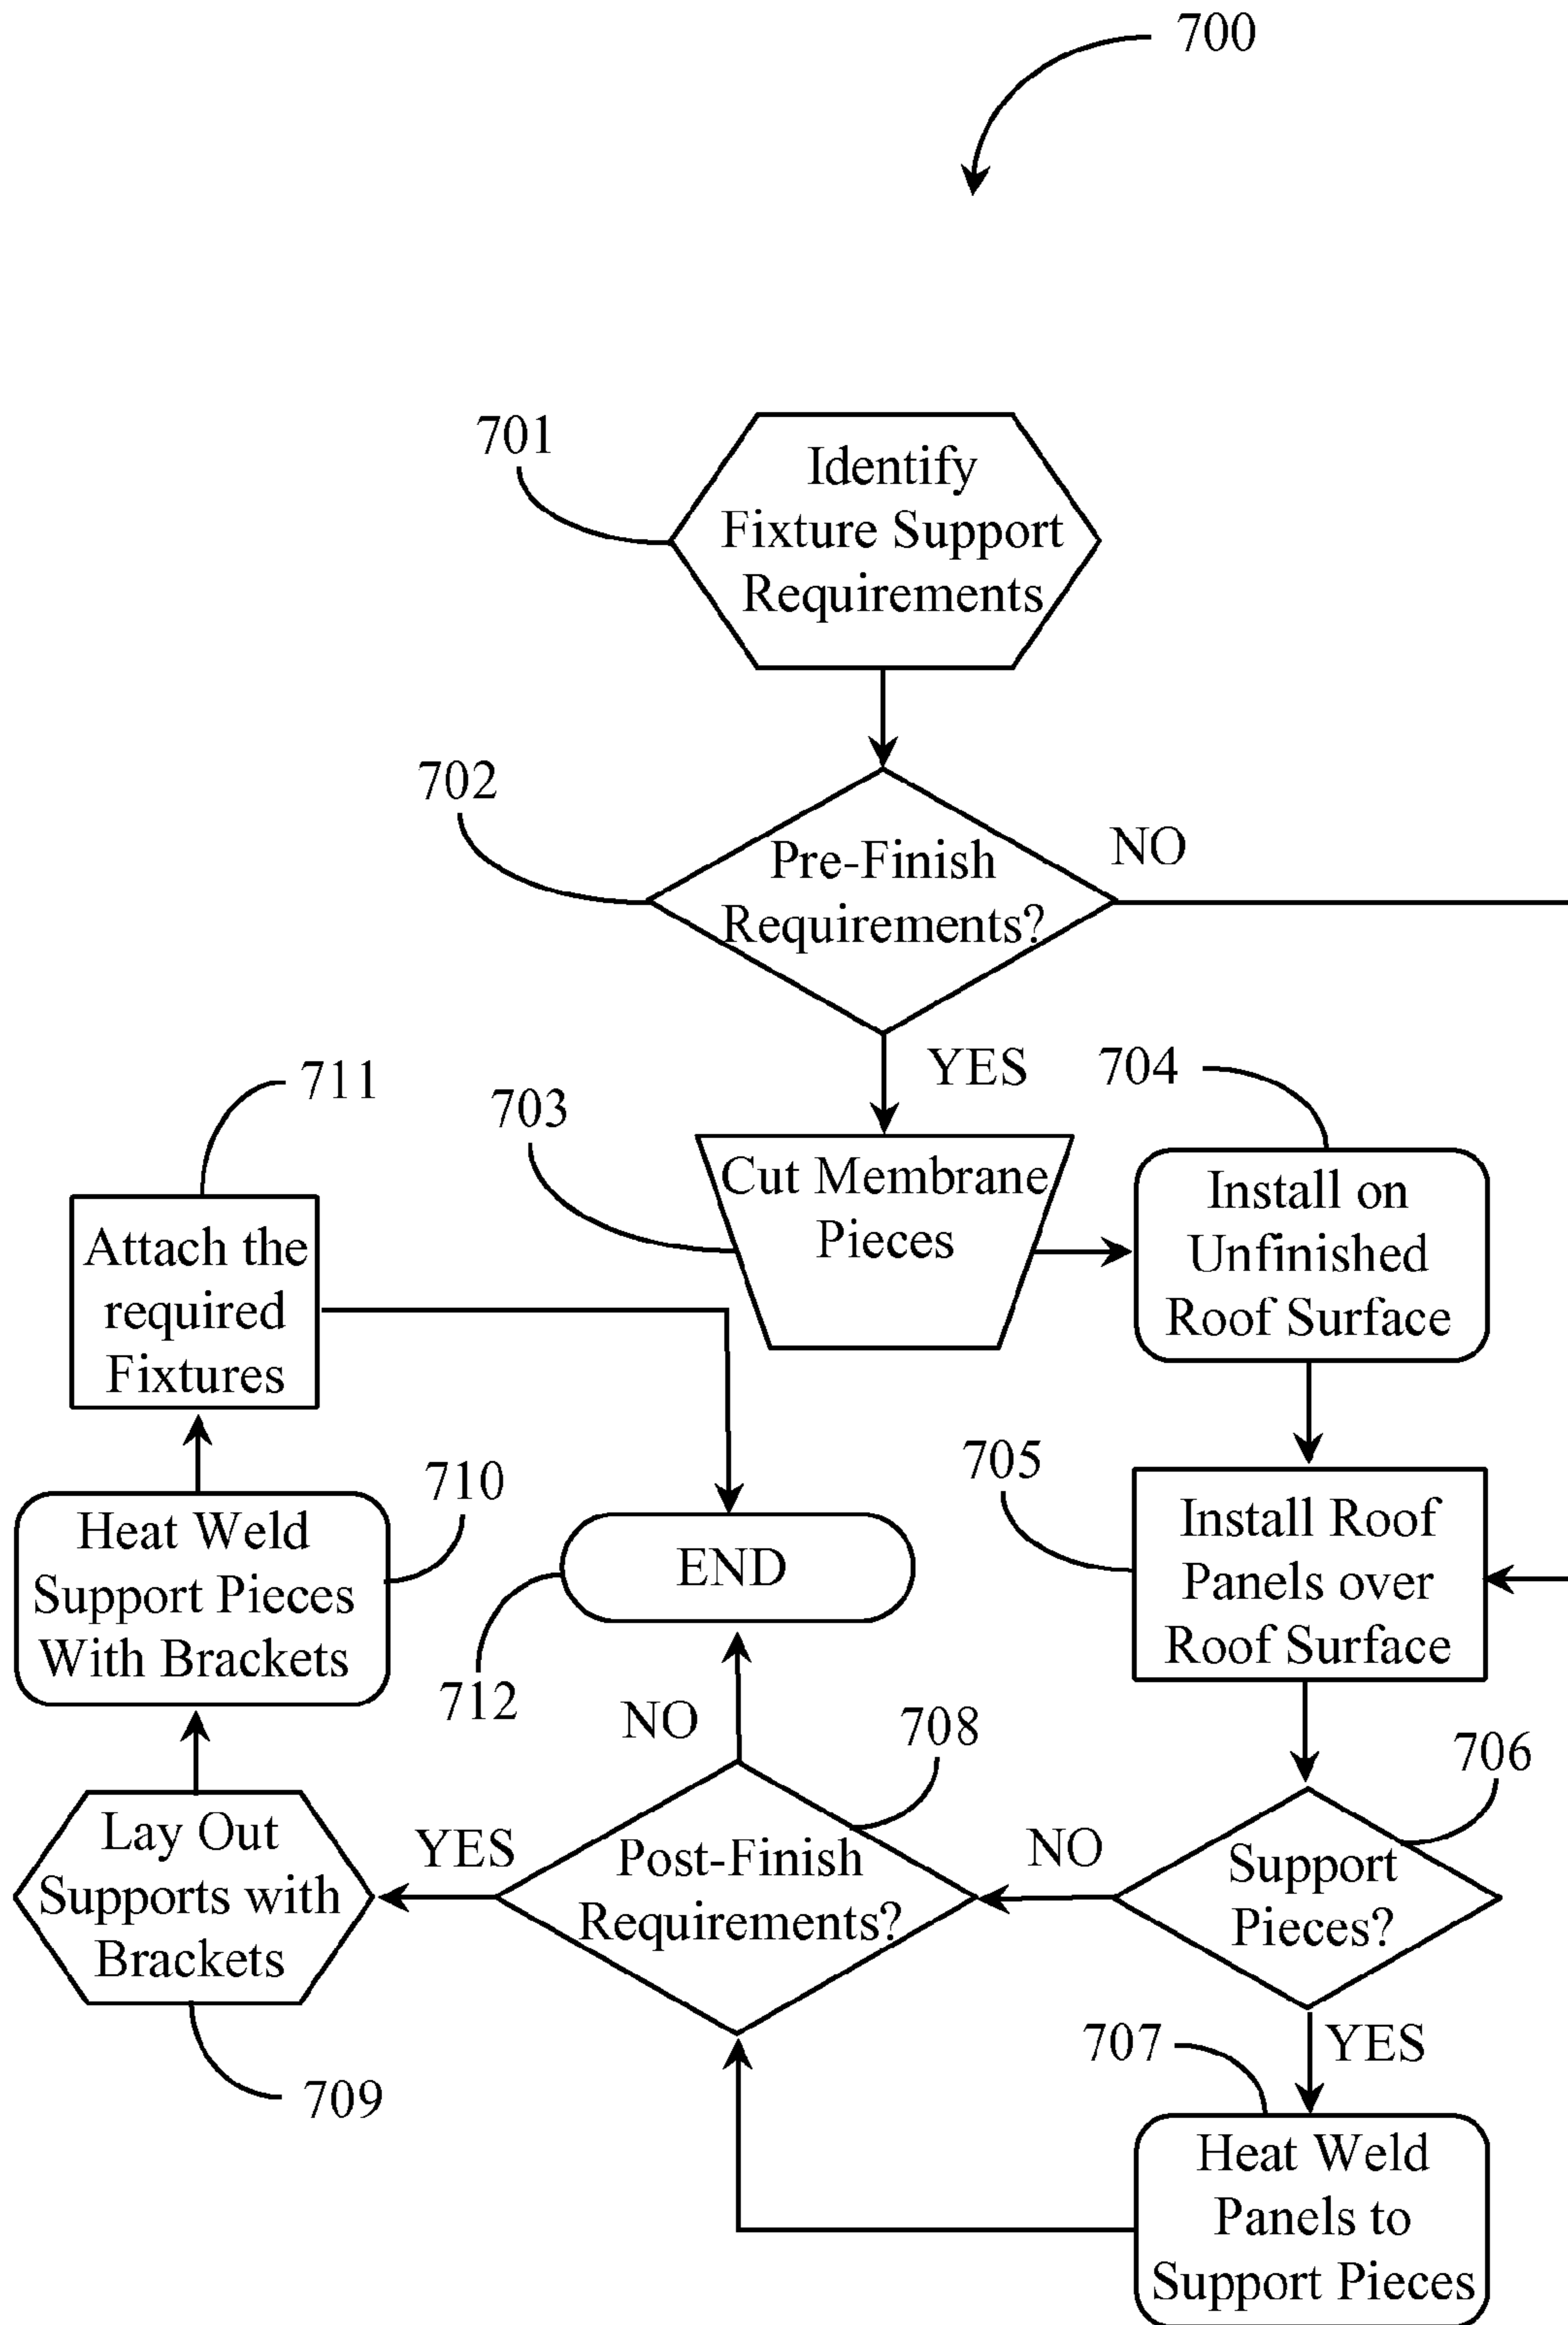 700
701
Identify
Fixture Support
Requirements
702
Pre-Finish
Requirements?
NO
YES
703
Cut Membrane
Pieces
704
Install on
Unfinished
Roof Surface
711
Attach the
required
Fixtures
705
Install Roof
Panels over
Roof Surface
710
Heat Weld
Support Pieces
With Brackets
END
712
NO
708
706
Lay Out
Supports with
Brackets
YES
Post-Finish
Requirements?
NO
Support
Pieces?
709
YES
707
Heat Weld
Panels to
Support Pieces